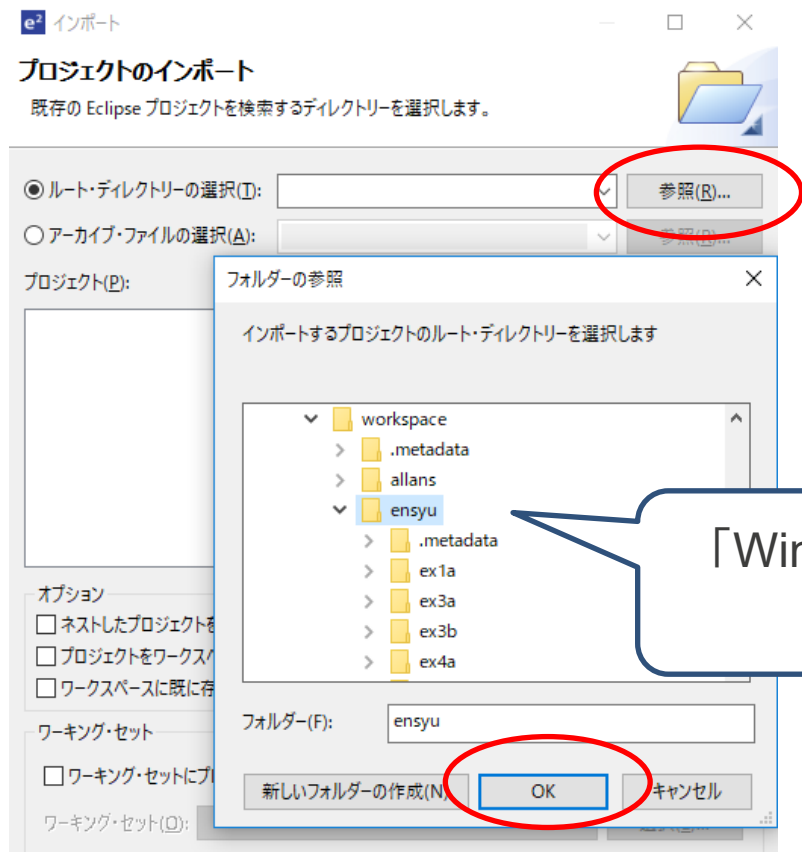 e² インポート
プロジェクトのインポート
既存の Eclipse プロジェクトを検索するディレクトリーを選択します。
ルート・ディレクトリーの選択(T):
参照(R)...
アーカイブ・ファイルの選択(A):
参照(R)...
プロジェクト(P):
フォルダーの参照
インポートするプロジェクトのルート・ディレクトリーを選択します
workspace
.metadata
allans
ensyu
.metadata
ex1a
ex3a
ex3b
ex4a
「Wi
オプション
ネストしたプロジェクトを
プロジェクトをワークス
ワークスペースに既に存
フォルダー(F):
ensyu
ワーキング・セット
ワーキング・セットにプ
新しいフォルダーの作成(N)
OK
キャンセル
ワーキング・セット(O):